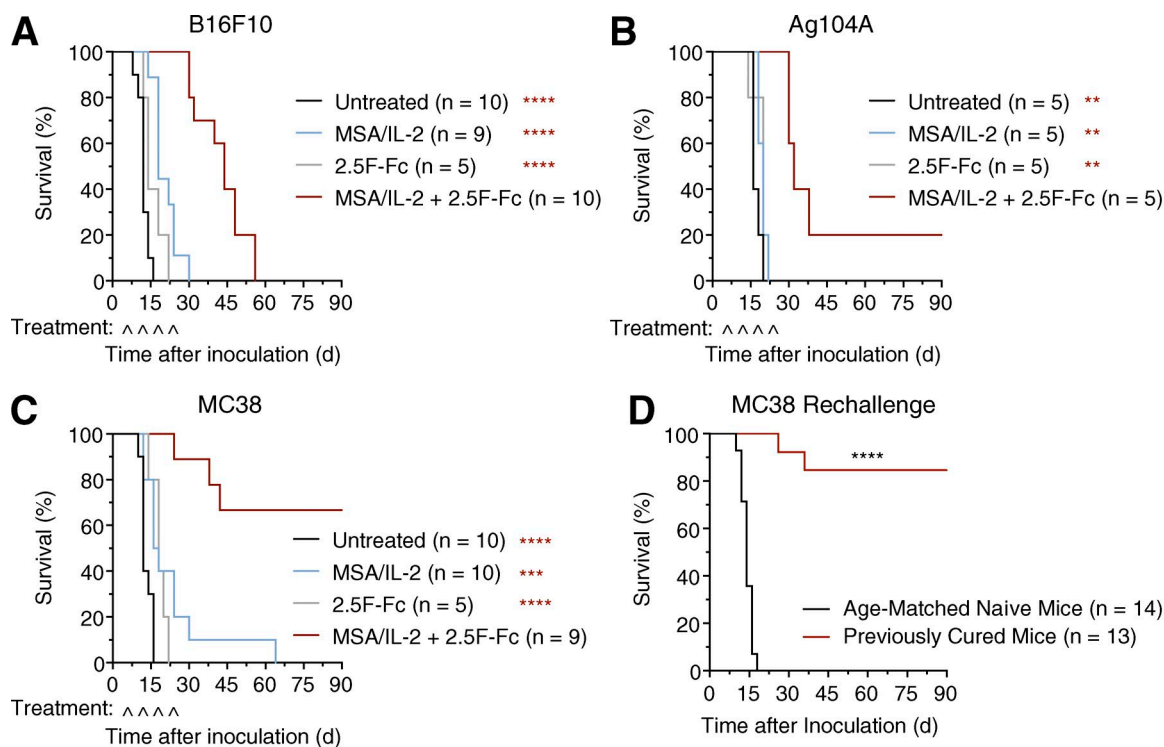 A
B16F10
Survival (%)
100
80
60
40
20
0
0 15 30 45 60 75 90
Untreated (n = 10) ****
MSA/IL-2 (n = 9) ****
2.5F-Fc (n = 5) ****
MSA/IL-2 + 2.5F-Fc (n = 10)
Treatment: ^ ^ ^ ^
Time after inoculation (d)
B
Ag104A
Survival (%)
100
80
60
40
20
0
0 15 30 45 60 75 90
Untreated (n = 5) **
MSA/IL-2 (n = 5) **
2.5F-Fc (n = 5) **
MSA/IL-2 + 2.5F-Fc (n = 5)
Treatment: ^ ^ ^ ^
Time after inoculation (d)
C
MC38
Survival (%)
100
80
60
40
20
0
0 15 30 45 60 75 90
Untreated (n = 10) ****
MSA/IL-2 (n = 10) ***
2.5F-Fc (n = 5) ****
MSA/IL-2 + 2.5F-Fc (n = 9)
Treatment: ^ ^ ^ ^
Time after inoculation (d)
D
MC38 Rechallenge
Survival (%)
100
80
60
40
20
0
0 15 30 45 60 75 90
****
Age-Matched Naive Mice (n = 14)
Previously Cured Mice (n = 13)
Time after Inoculation (d)